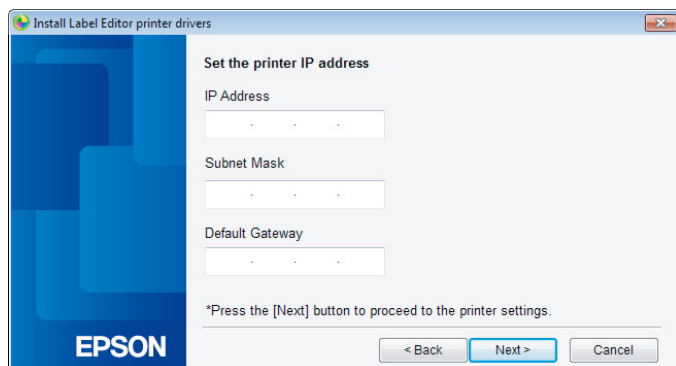 Install Label Editor printer drivers
Set the printer IP address
IP Address
. . .
Subnet Mask
. . .
Default Gateway
. . .
*Press the [Next] button to proceed to the printer settings.
EPSON
< Back
Next >
Cancel